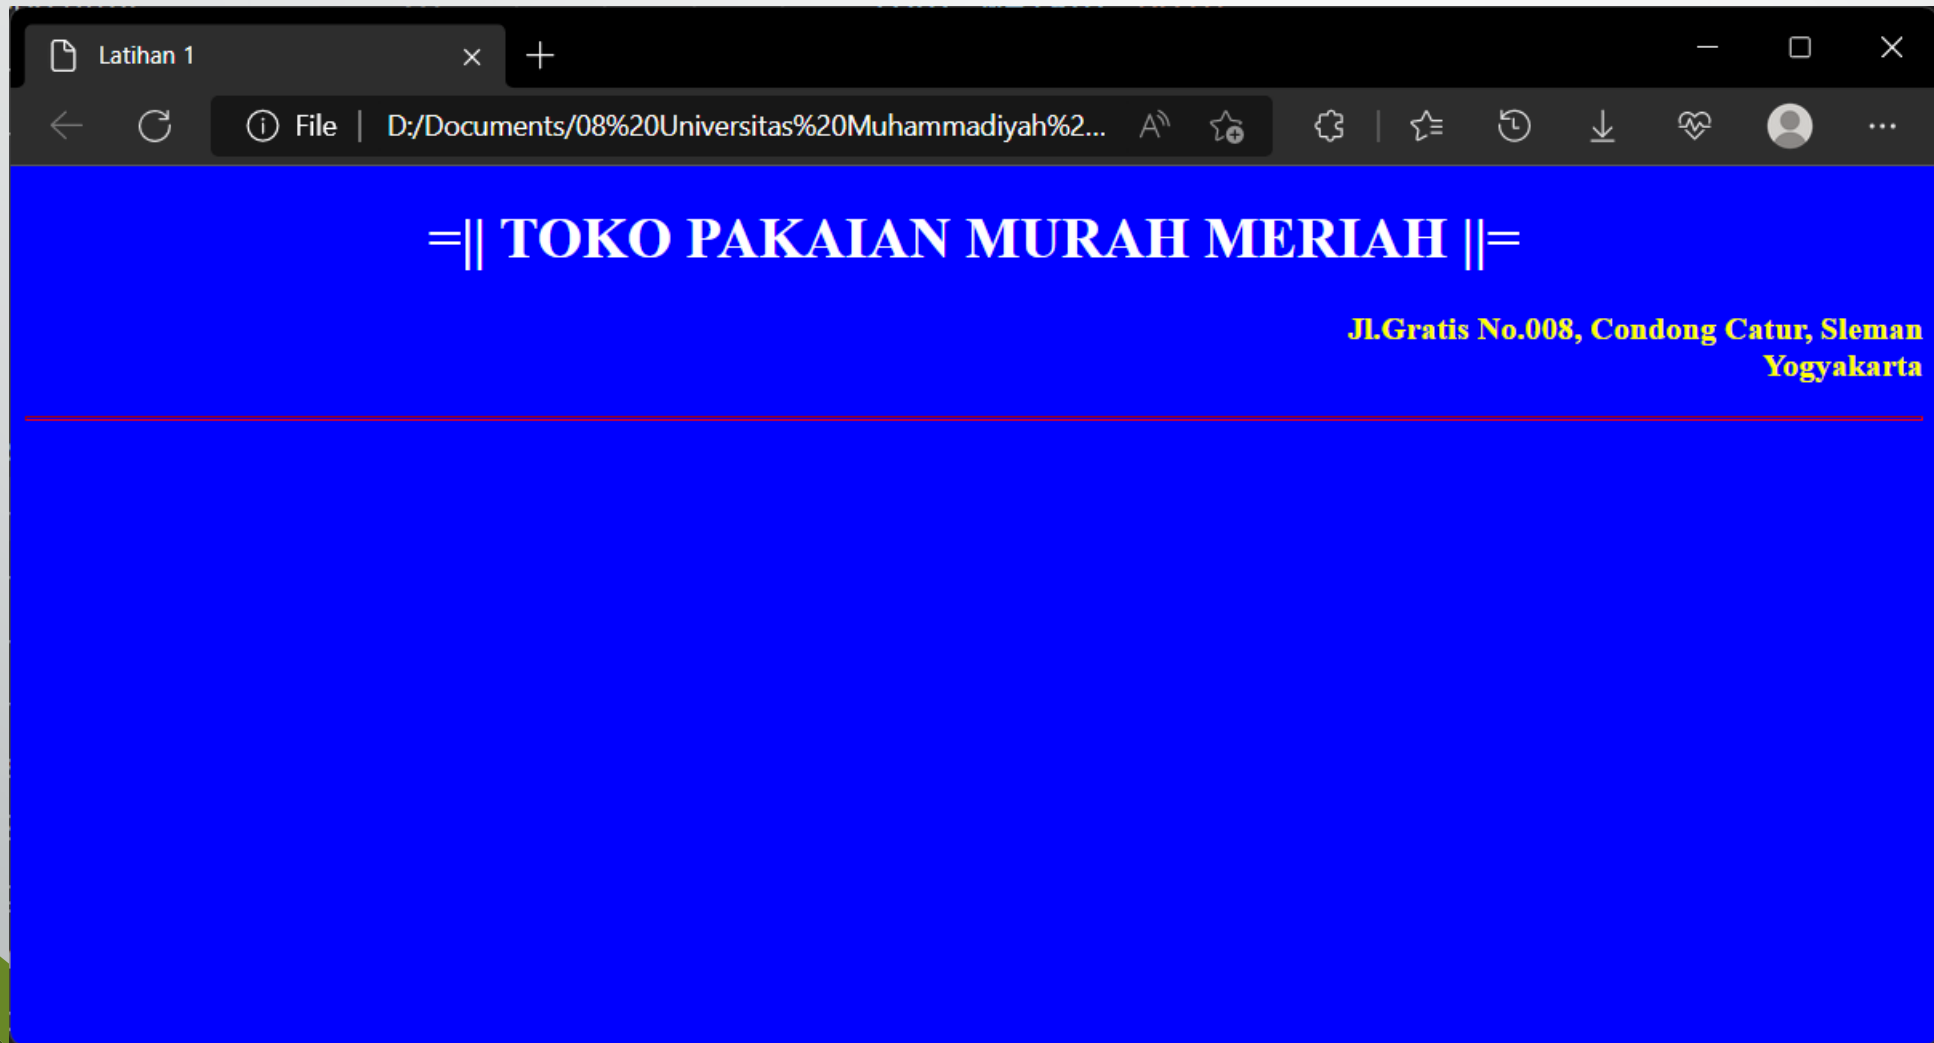 Latihan 1
File | D:/Documents/08%20Universitas%20Muhammadiyah%2...
=|| TOKO PAKAIAN MURAH MERIAH ||=
Jl.Gratis No.008, Condong Catur, Sleman
Yogyakarta